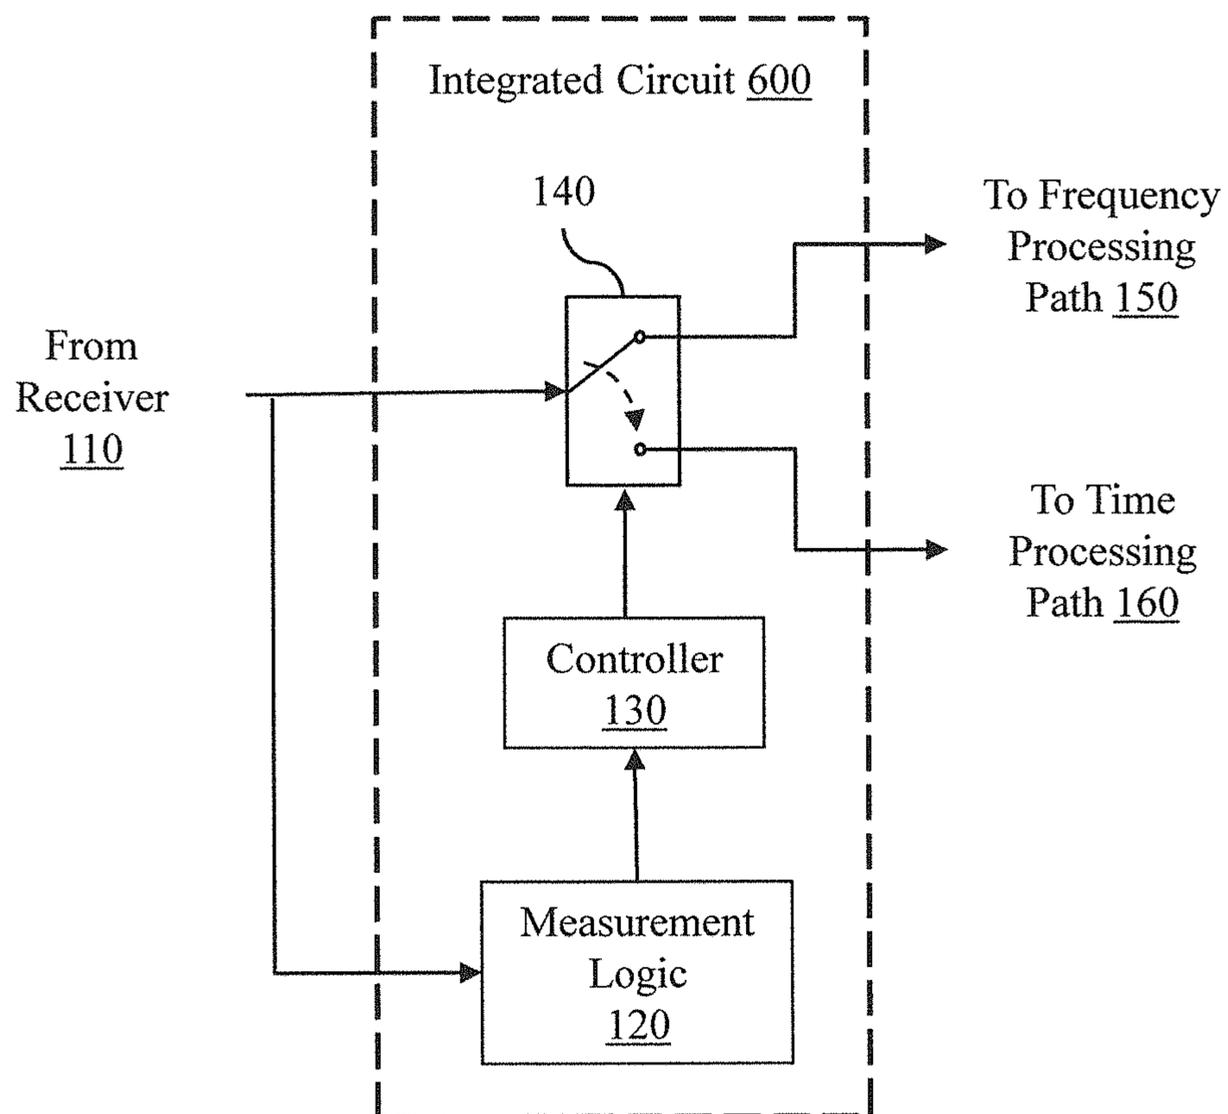 Integrated Circuit 600
140
To Frequency
Processing
Path 150
From
Receiver
110
To Time
Processing
Path 160
Controller
130
Measurement
Logic
120